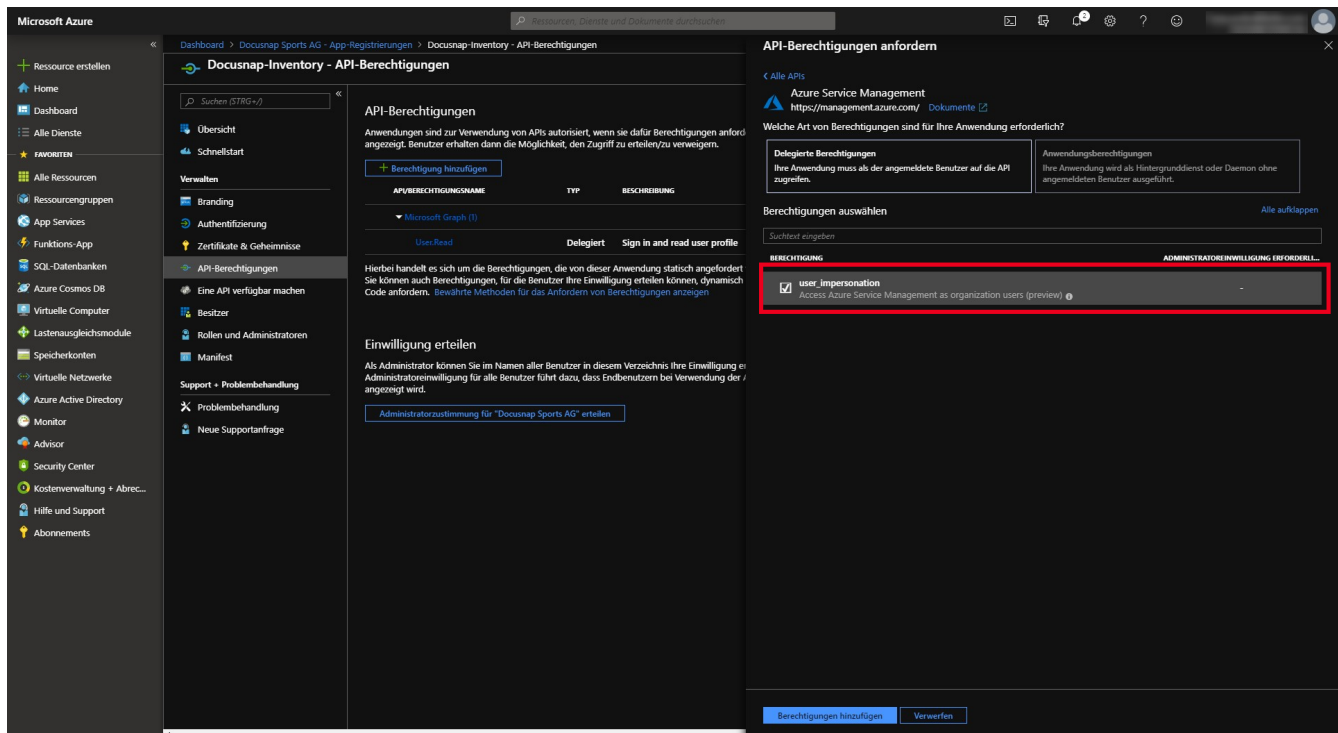 Microsoft Azure
Ressourcen, Dienste und Dokumente durchsuchen
2
?
«
Ressource erstellen
Home
Dashboard
Alle Dienste
FAVORITEN
Alle Ressourcen
Ressourcengruppen
App Services
Funktions-App
SQL-Datenbanken
Azure Cosmos DB
Virtuelle Computer
Lastenausgleichsmodule
Speicherkonten
Virtuelle Netzwerke
Azure Active Directory
Monitor
Advisor
Security Center
Kostenverwaltung + Abrec...
Hilfe und Support
Abonnements
Dashboard > Docusnap Sports AG - App-Registrierungen > Docusnap-Inventory - API-Berechtigungen
Docusnap-Inventory - API-Berechtigungen
Suchen (STRG+/)
«
Übersicht
Schnellstart
Verwalten
Branding
Authentifizierung
Zertifikate & Geheimnisse
API-Berechtigungen
Eine API verfügbar machen
Besitzer
Rollen und Administratoren
Manifest
Support + Problembehandlung
Problembehandlung
Neue Supportanfrage
API-Berechtigungen
Anwendungen sind zur Verwendung von APIs autorisiert, wenn sie dafür Berechtigungen anford
angezeigt. Benutzer erhalten dann die Möglichkeit, den Zugriff zu erteilen/zu verweigern.
+ Berechtigung hinzufügen
API/BERECHTIGUNGSNAME TYP BESCHREIBUNG
Microsoft Graph (1)
User.Read Delegiert Sign in and read user profile
Hierbei handelt es sich um die Berechtigungen, die von dieser Anwendung statisch angefordert
Sie können auch Berechtigungen, für die Benutzer Ihre Einwilligung erteilen können, dynamisch
Code anfordern. Bewährte Methoden für das Anfordern von Berechtigungen anzeigen
Einwilligung erteilen
Als Administrator können Sie im Namen aller Benutzer in diesem Verzeichnis Ihre Einwilligung er
Administratoreinwilligung für alle Benutzer führt dazu, dass Endbenutzern bei Verwendung der A
angezeigt wird.
Administratorzustimmung für "Docusnap Sports AG" erteilen
API-Berechtigungen anfordern
< Alle APIs
Azure Service Management
https://management.azure.com/ Dokumente
Welche Art von Berechtigungen sind für Ihre Anwendung erforderlich?
Delegierte Berechtigungen
Ihre Anwendung muss als der angemeldete Benutzer auf die API
zugreifen.
Anwendungsberechtigungen
Ihre Anwendung wird als Hintergrunddienst oder Daemon ohne
angemeldeten Benutzer ausgeführt.
Berechtigungen auswählen Alle aufklappen
Suchtext eingeben
BERECHTIGUNG ADMINISTRATOREINWILLIGUNG ERFORDERLI...
user_impersonation
Access Azure Service Management as organization users (preview)
-
Berechtigungen hinzufügen Verwerfen